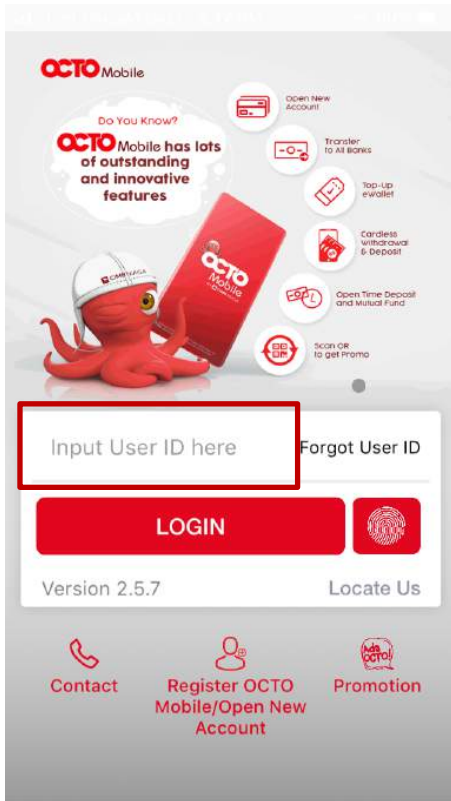 OCTO Mobile
Do You Know?
OCTO Mobile has lots
of outstanding
and innovative
features
Open New
Account
Transfer
to All Banks
Top-Up
eWallet
Cardless
Withdrawal
& Deposit
Open Time Deposit
and Mutual Fund
Scan QR
to get Promo
CIMB NIAGA
OCTO
Mobile
Input User ID here
Forgot User ID
LOGIN
Version 2.5.7
Locate Us
Contact
Register OCTO
Mobile/Open New
Account
Ada
OCTO!
Promotion